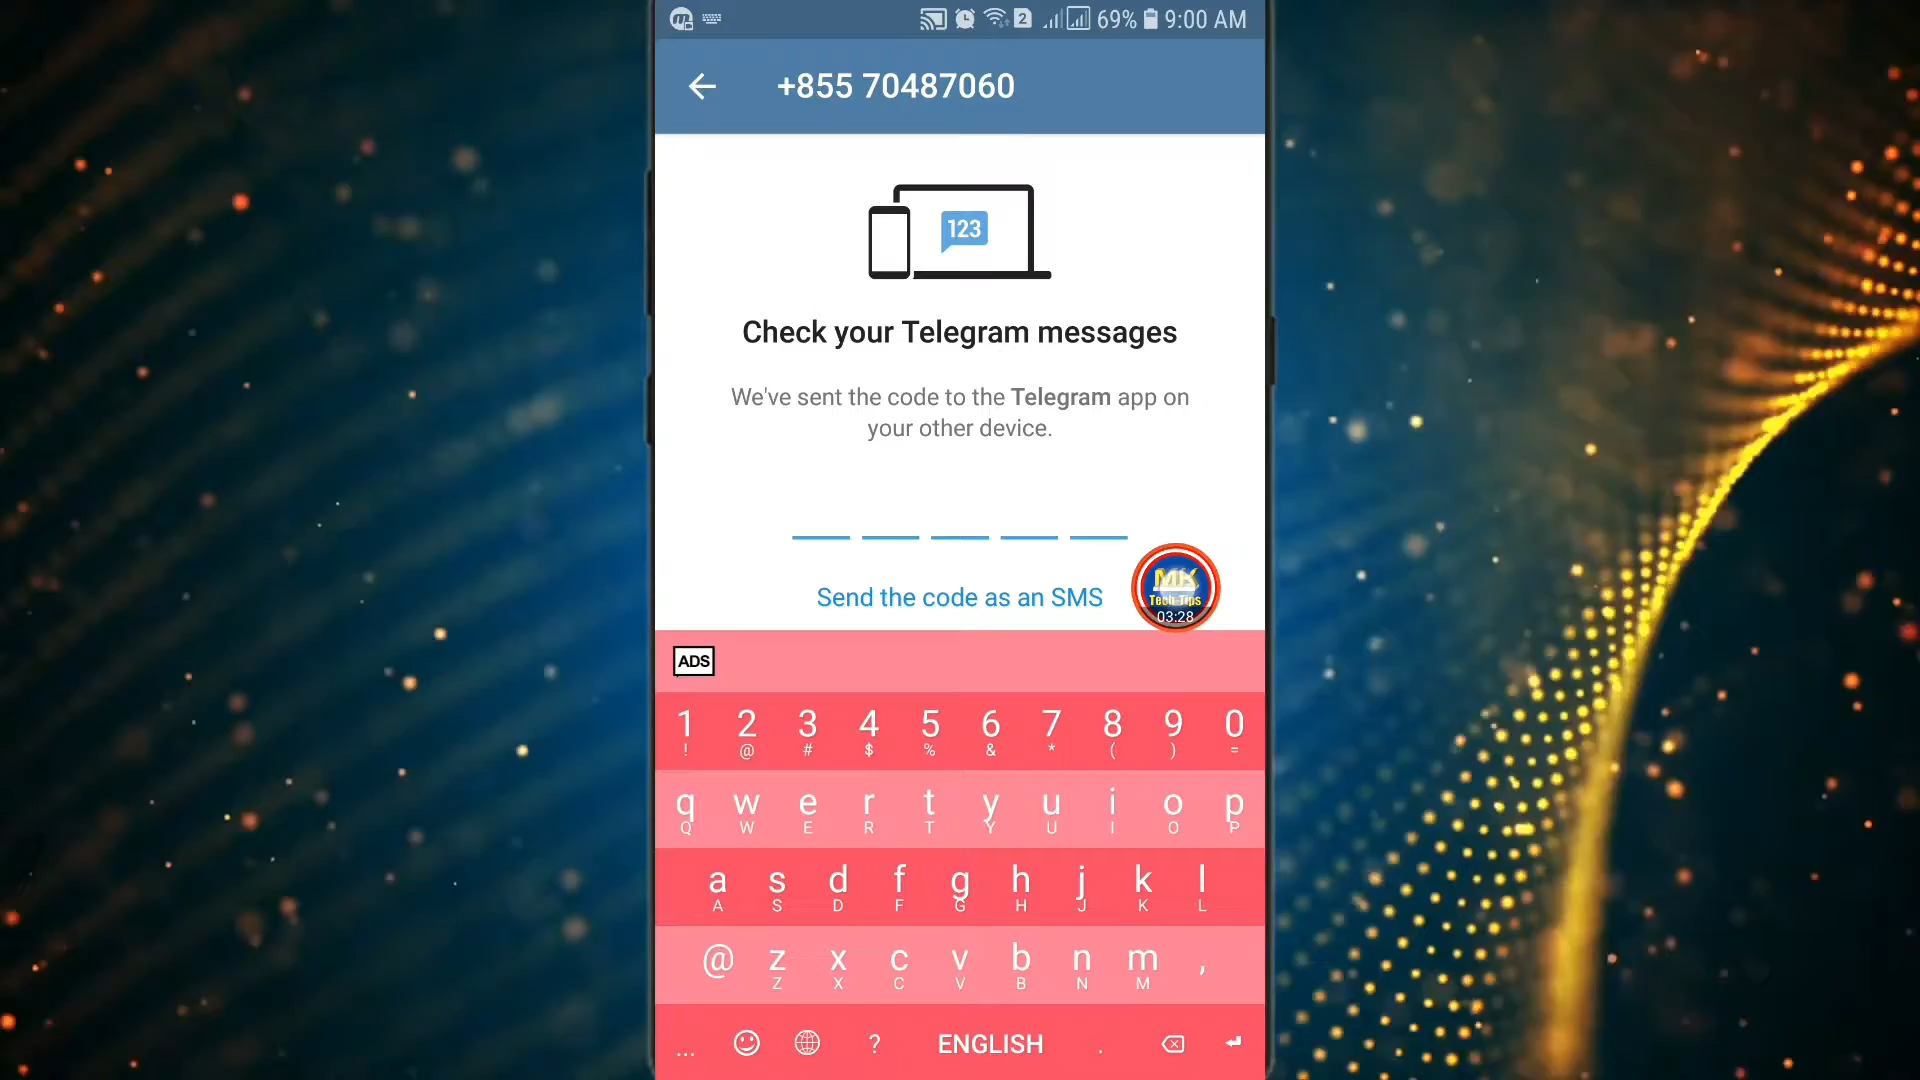 2 69% 9:00 AM
+855 70487060
123
Check your Telegram messages
We've sent the code to the Telegram app on
your other device.
Send the code as an SMS
MK
Tech Tips
03:28
ADS
1 2 3 4 5 6 7 8 9 0
! @ # $ % & * ( ) =
q w e r t y u i o p
Q W E R T Y U I O P
a s d f g h j k l
A S D F G H J K L
@ z x c v b n m ,
Z X C V B N M
... ? ENGLISH .